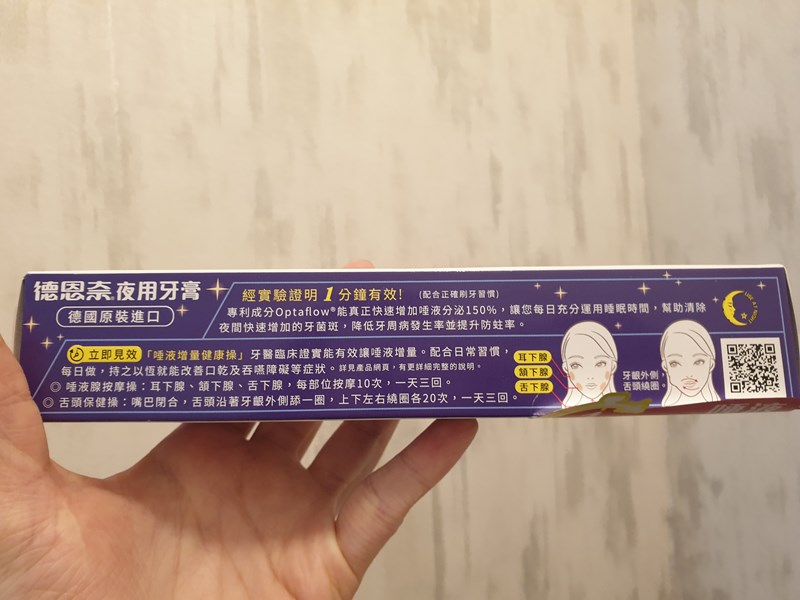 德恩奈®夜用牙膏
德國原裝進口
經實驗證明1分鐘有效! (配合正確刷牙習慣)
專利成分Optaflow®能真正快速增加唾液分泌150%,讓您每日充分運用睡眠時間,幫助清除
夜間快速增加的牙菌斑,降低牙周病發生率並提升防蛀率。
USE AT NIGHT
立即見效「唾液增量健康操」牙醫臨床證實能有效讓唾液增量。配合日常習慣,
每日做,持之以恆就能改善口乾及吞嚥障礙等症狀。詳見產品網頁,有更詳細完整的說明。
◎ 唾液腺按摩操:耳下腺、頷下腺、舌下腺,每部位按摩10次,一天三回。
◎ 舌頭保健操:嘴巴閉合,舌頭沿著牙齦外側舔一圈,上下左右繞圈各20次,一天三回。
耳下腺
頷下腺
舌下腺
牙齦外側,
舌頭繞圈。